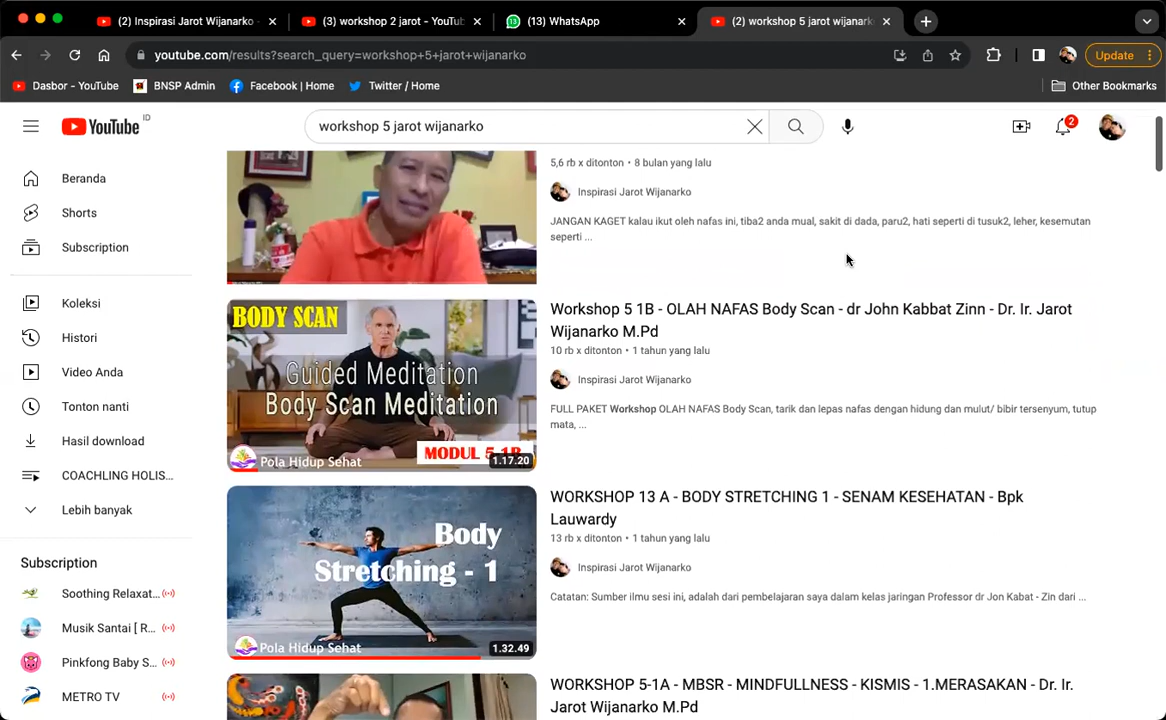 (2) Inspirasi Jarot Wijanarko -
(3) workshop 2 jarot - YouTub
(13) WhatsApp
(2) workshop 5 jarot wijanark
youtube.com/results?search_query=workshop+5+jarot+wijanarko
Update
Dasbor - YouTube
BNSP Admin
Facebook | Home
Twitter / Home
Other Bookmarks
YouTube ID
workshop 5 jarot wijanarko
2
Beranda
Shorts
Subscription
Koleksi
Histori
Video Anda
Tonton nanti
Hasil download
COACHLING HOLIS...
Lebih banyak
Subscription
Soothing Relaxat...
Musik Santai [ R...
Pinkfong Baby S...
METRO TV
5,6 rb x ditonton • 8 bulan yang lalu
Inspirasi Jarot Wijanarko
JANGAN KAGET kalau ikut oleh nafas ini, tiba2 anda mual, sakit di dada, paru2, hati seperti di tusuk2, leher, kesemutan
seperti ...
BODY SCAN
Guided Meditation
Body Scan Meditation
MODUL 5 1B
Pola Hidup Sehat
1.17.20
Workshop 5 1B - OLAH NAFAS Body Scan - dr John Kabbat Zinn - Dr. Ir. Jarot
Wijanarko M.Pd
10 rb x ditonton • 1 tahun yang lalu
Inspirasi Jarot Wijanarko
FULL PAKET Workshop OLAH NAFAS Body Scan, tarik dan lepas nafas dengan hidung dan mulut/ bibir tersenyum, tutup
mata, ...
Body
Stretching - 1
Pola Hidup Sehat
1.32.49
WORKSHOP 13 A - BODY STRETCHING 1 - SENAM KESEHATAN - Bpk
Lauwardy
13 rb x ditonton • 1 tahun yang lalu
Inspirasi Jarot Wijanarko
Catatan: Sumber ilmu sesi ini, adalah dari pembelajaran saya dalam kelas jaringan Professor dr Jon Kabat - Zin dari ...
WORKSHOP 5-1A - MBSR - MINDFULLNESS - KISMIS - 1.MERASAKAN - Dr. Ir.
Jarot Wijanarko M.Pd